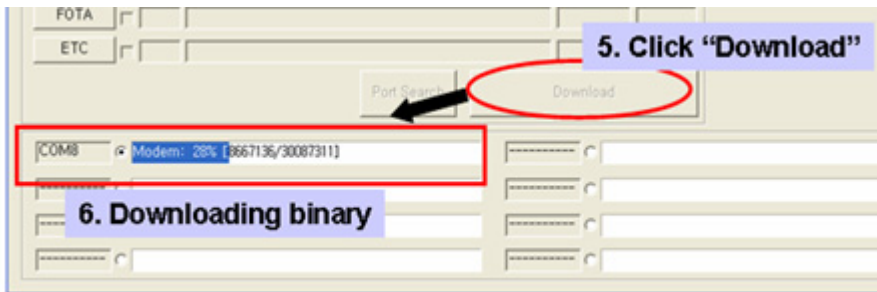 FOTA
ETC
5. Click “Download”
Port Search
Download
COM8
Modem: 28% [8667136/30087311]
----------
----------
6. Downloading binary
----------
----------
----------